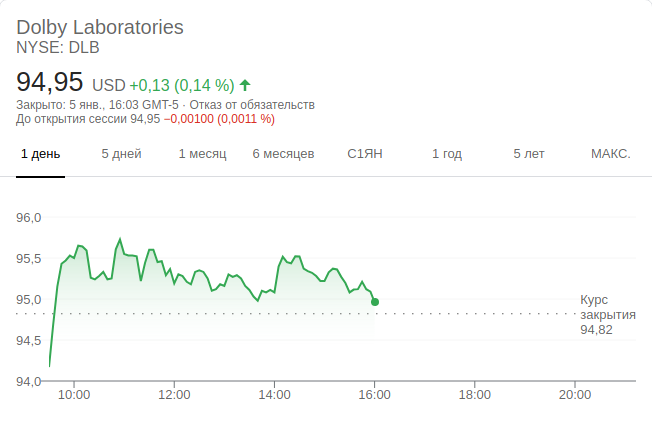 Dolby Laboratories
NYSE: DLB
94,95 USD +0,13 (0,14 %)
Закрыто: 5 янв., 16:03 GMT-5 · Отказ от обязательств
До открытия сессии 94,95 −0,00100 (0,0011 %)
1 день 5 дней 1 месяц 6 месяцев С1ЯН 1 год 5 лет МАКС.
96,0
95,5
95,0
94,5
94,0
Курс
закрытия
94,82
10:00 12:00 14:00 16:00 18:00 20:00